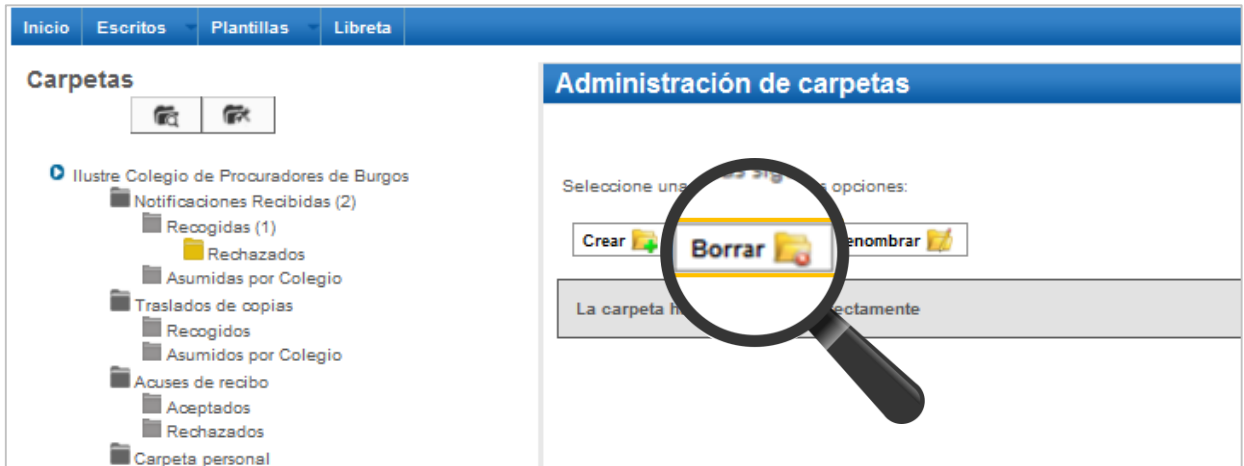 Inicio Escritos Plantillas Libreta
Carpetas
Ilustre Colegio de Procuradores de Burgos
Notificaciones Recibidas (2)
Recogidas (1)
Rechazados
Asumidas por Colegio
Traslados de copias
Recogidos
Asumidos por Colegio
Acuses de recibo
Aceptados
Rechazados
Carpeta personal
Administración de carpetas
Seleccione una opciones:
Crear Borrar
La carpeta